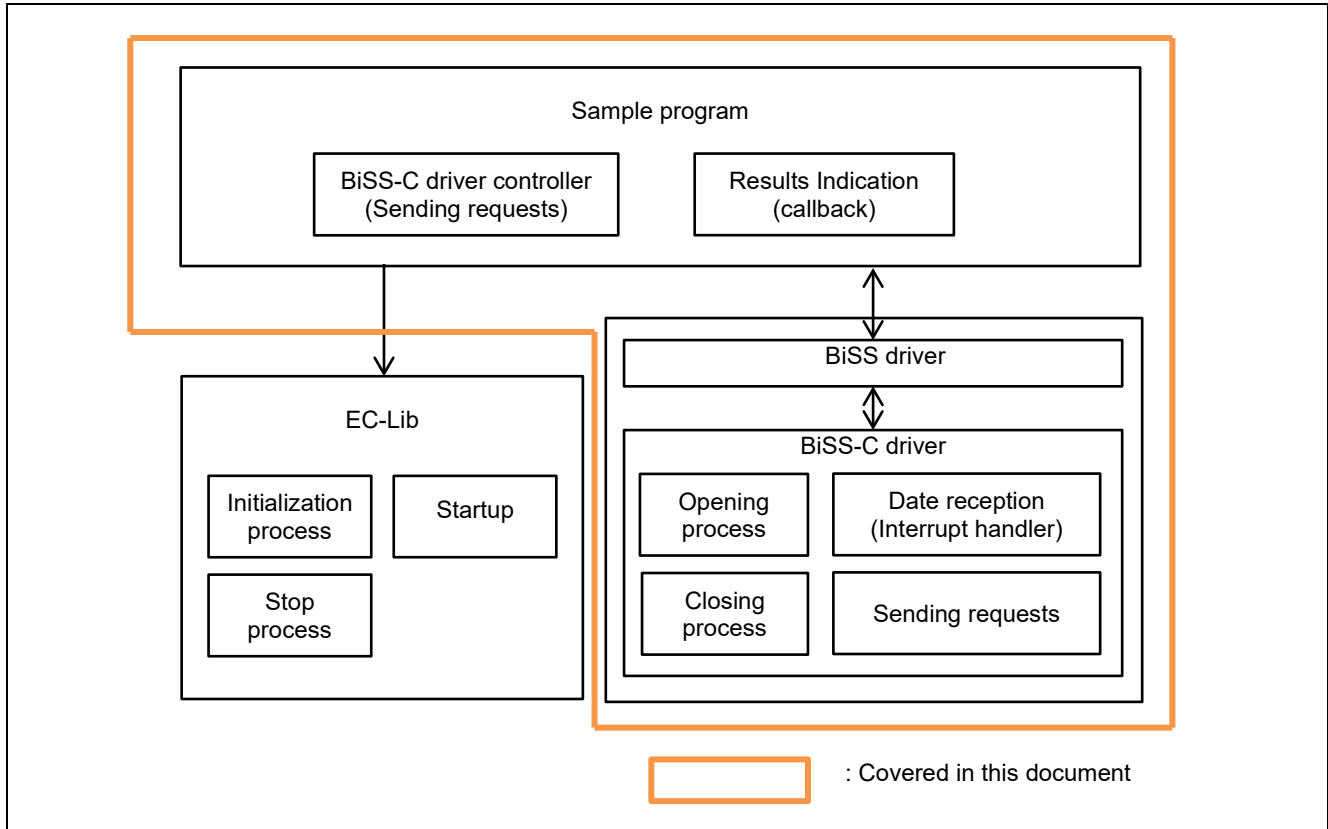 Sample program
BiSS-C driver controller
(Sending requests)
Results Indication
(callback)
EC-Lib
Initialization
process
Startup
Stop
process
BiSS driver
BiSS-C driver
Opening
process
Date reception
(Interrupt handler)
Closing
process
Sending requests
: Covered in this document